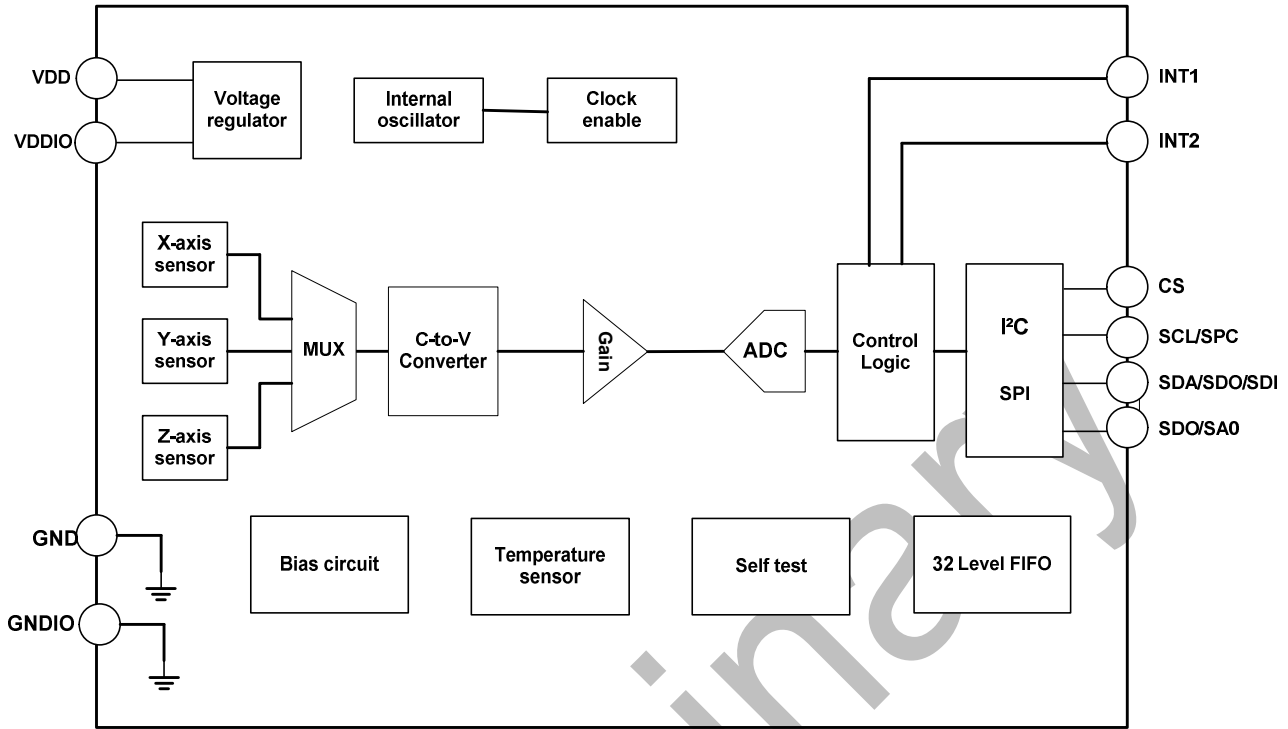 VDD
VDDIO
Voltage
regulator
Internal
oscillator
Clock
enable
INT1
INT2
X-axis
sensor
Y-axis
sensor
Z-axis
sensor
MUX
C-to-V
Converter
Gain
ADC
Control
Logic
I²C
SPI
CS
SCL/SPC
SDA/SDO/SDI
SDO/SA0
GND
GNDIO
Bias circuit
Temperature
sensor
Self test
32 Level FIFO
inary